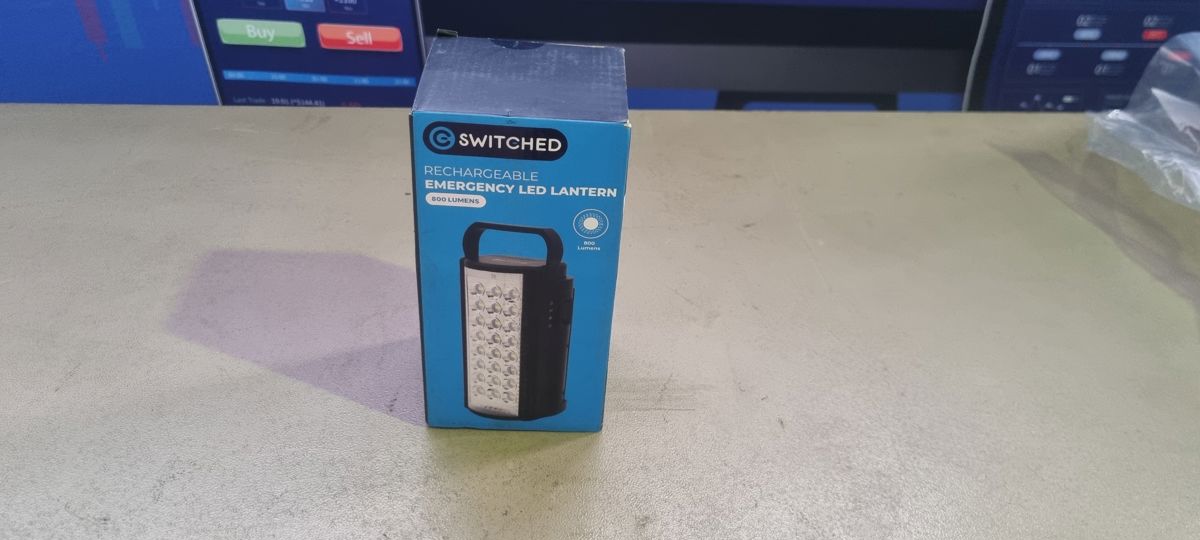 Buy
Sell
SWITCHED
RECHARGEABLE
EMERGENCY LED LANTERN
800 LUMENS
800
Lumens